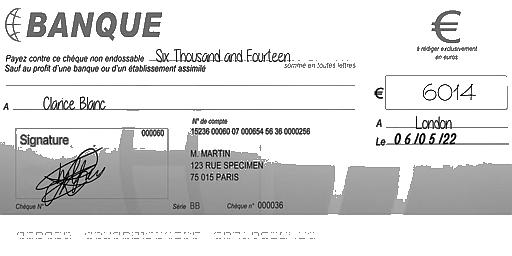 BANQUE
€
à rédiger exclusivement
en euros
Payez contre ce chèque non endossable Six Thousand and Fourteen
Sauf au profit d'une banque ou d'un établissement assimilé
somme en toutes lettres
€ 6014
A Clarice Blanc
A London
Le 06/05/22
Signature
000060
N° de compte
15236 00060 07 000654 56 36 0000256
M. MARTIN
123 RUE SPECIMEN
75 015 PARIS
Chèque N°
Série BB
Chèque n° 000036